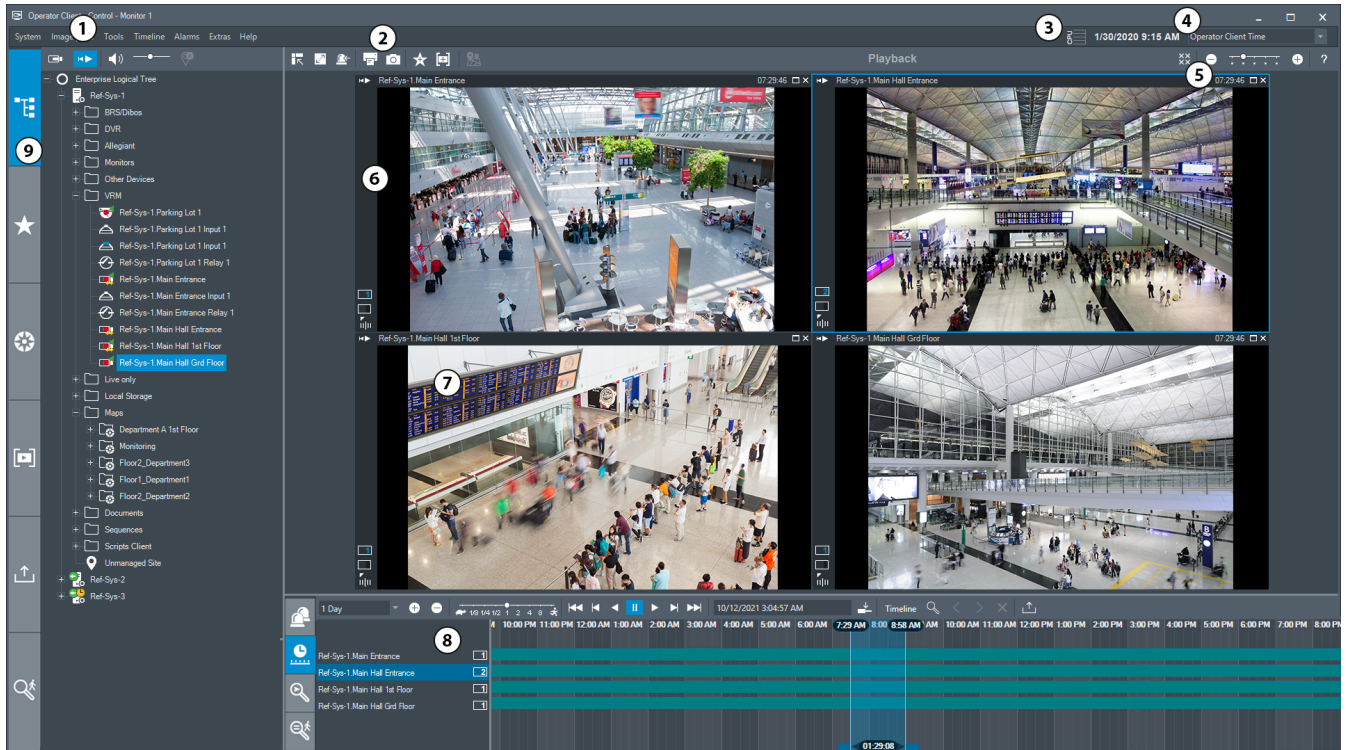 Operator Client - Control - Monitor 1
1
System Image Tools Timeline Alarms Extras Help
2
3
1/30/2020 9:15 AM
4
Operator Client Time
Playback
?
5
Enterprise Logical Tree
Ref-Sys-1
BRS/Dibos
DVR
Allegiant
Monitors
Other Devices
VRM
Ref-Sys-1.Parking Lot 1
Ref-Sys-1.Parking Lot 1 Input 1
Ref-Sys-1.Parking Lot 1 Input 1
Ref-Sys-1.Parking Lot 1 Relay 1
Ref-Sys-1.Main Entrance
Ref-Sys-1.Main Entrance Input 1
Ref-Sys-1.Main Entrance Relay 1
Ref-Sys-1.Main Hall Entrance
Ref-Sys-1.Main Hall 1st Floor
Ref-Sys-1.Main Hall Grd Floor
Live only
Local Storage
Maps
Department A 1st Floor
Monitoring
Floor2_Department3
Floor1_Department1
Floor2_Department2
Documents
Sequences
Scripts Client
Unmanaged Site
Ref-Sys-2
Ref-Sys-3
9
Ref-Sys-1.Main Entrance 07:29:46
6
1
Ref-Sys-1.Main Hall Entrance 07:29:46
2
Ref-Sys-1.Main Hall 1st Floor 07:29:46
7
1
Ref-Sys-1.Main Hall Grd Floor 07:29:46
1
1 Day
1/8 1/4 1/2 1 2 4 8
10/12/2021 3:04:57 AM
Timeline
8
M 10:00 PM 11:00 PM 12:00 AM 1:00 AM 2:00 AM 3:00 AM 4:00 AM 5:00 AM 6:00 AM 7:29 AM 8:00 8:58 AM AM 10:00 AM 11:00 AM 12:00 PM 1:00 PM 2:00 PM 3:00 PM 4:00 PM 5:00 PM 6:00 PM 7:00 PM 8:00 PM
Ref-Sys-1.Main Entrance 1
Ref-Sys-1.Main Hall Entrance 2
Ref-Sys-1.Main Hall 1st Floor 1
Ref-Sys-1.Main Hall Grd Floor 1
01:29:08